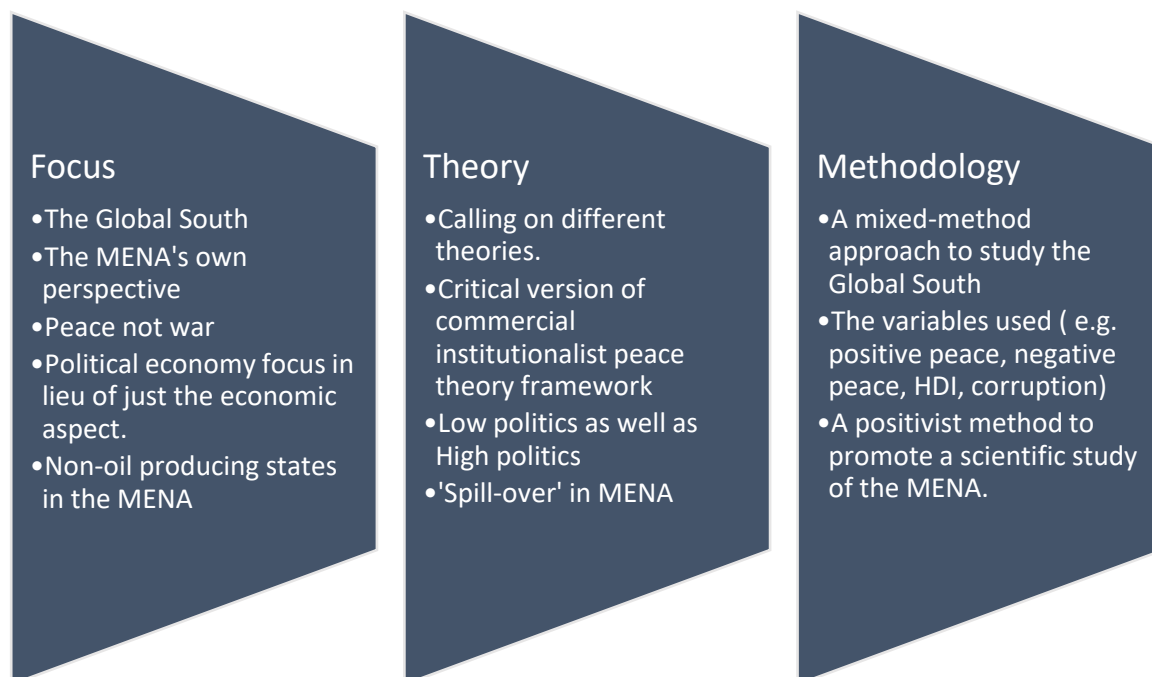 Focus
•The Global South
•The MENA's own
perspective
•Peace not war
•Political economy focus in
lieu of just the economic
aspect.
•Non-oil producing states
in the MENA
Theory
•Calling on different
theories.
•Critical version of
commercial
institutionalist peace
theory framework
•Low politics as well as
High politics
•'Spill-over' in MENA
Methodology
•A mixed-method
approach to study the
Global South
•The variables used ( e.g.
positive peace, negative
peace, HDI, corruption)
•A positivist method to
promote a scientific study
of the MENA.